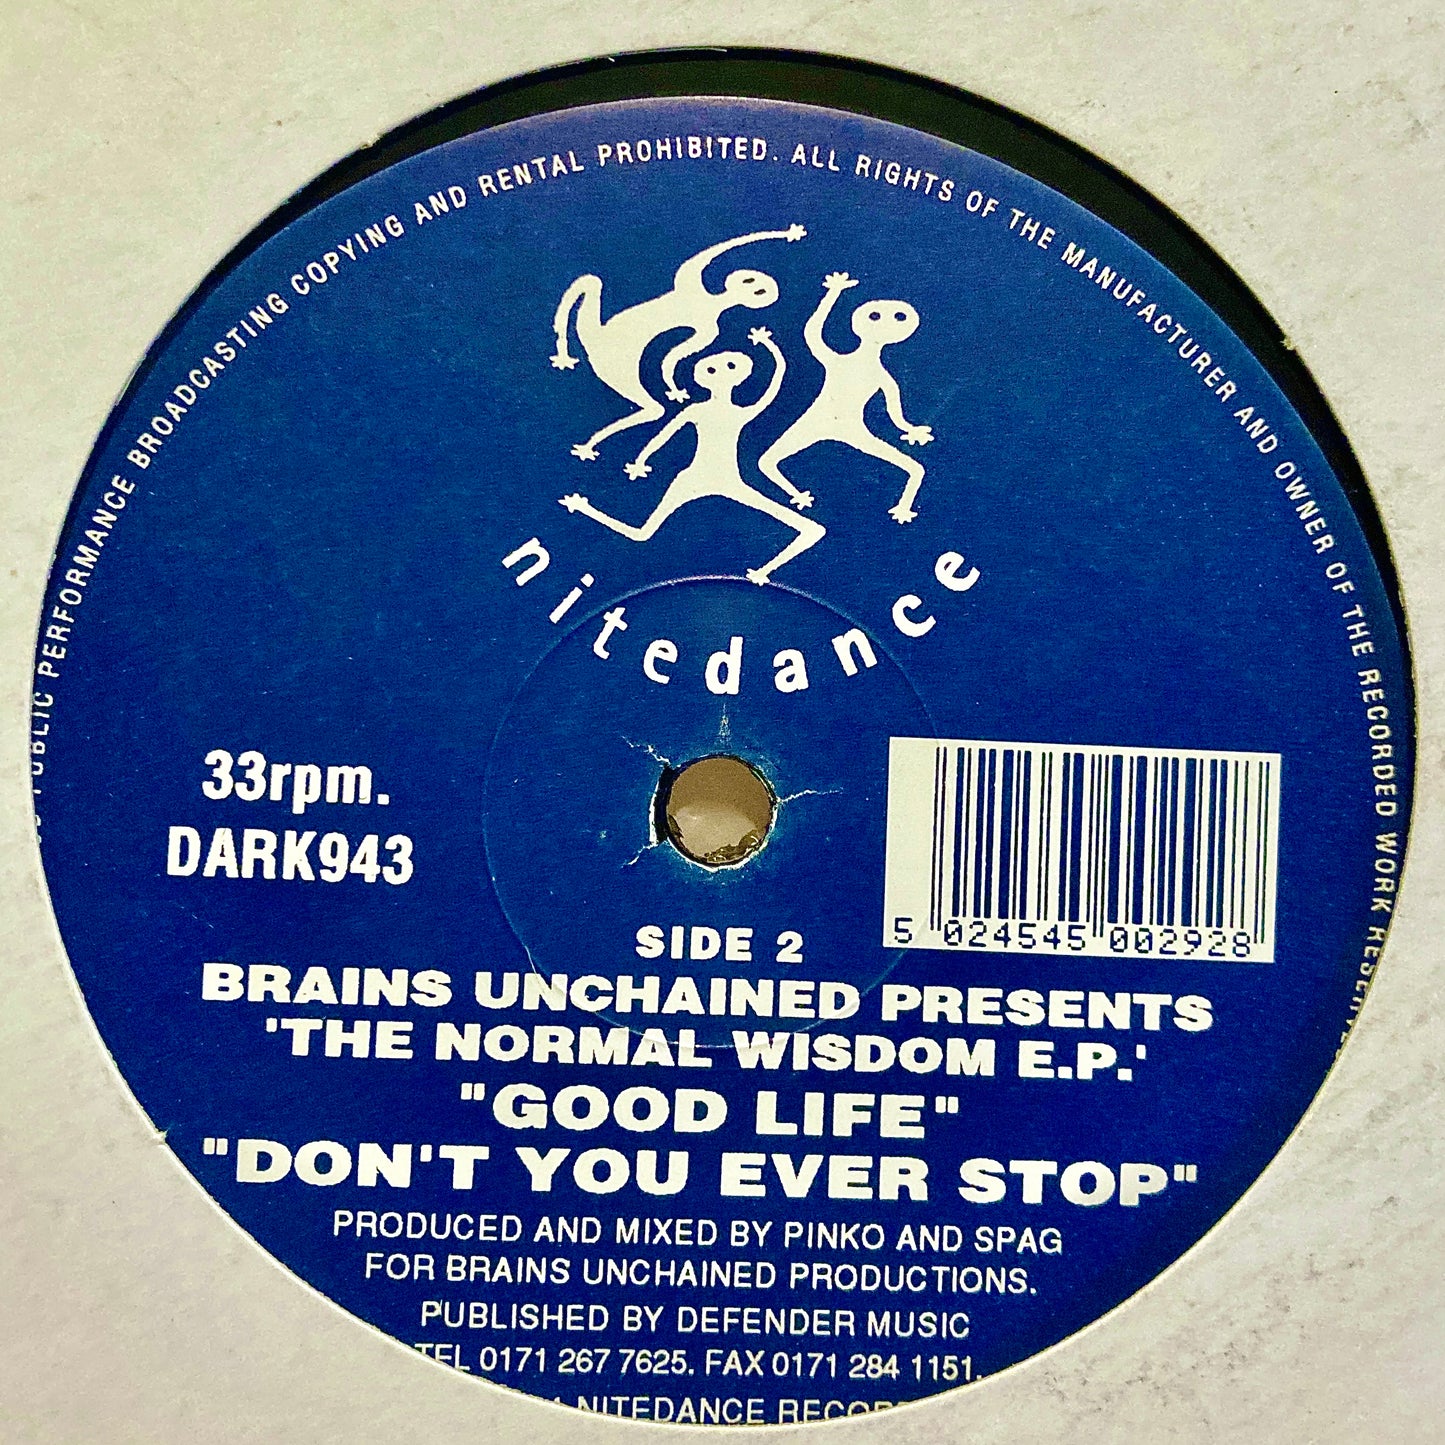 PUBLIC PERFORMANCE BROADCASTING COPYING AND RENTAL PROHIBITED. ALL RIGHTS OF THE MANUFACTURER AND OWNER OF THE RECORDED WORK
nitedance
33rpm.
DARK943
5 024545 002928
SIDE 2
BRAINS UNCHAINED PRESENTS
'THE NORMAL WISDOM E.P.'
"GOOD LIFE"
"DON'T YOU EVER STOP"
PRODUCED AND MIXED BY PINKO AND SPAG
FOR BRAINS UNCHAINED PRODUCTIONS.
PUBLISHED BY DEFENDER MUSIC
TEL 0171 267 7625. FAX 0171 284 1151.
NITEDANCE